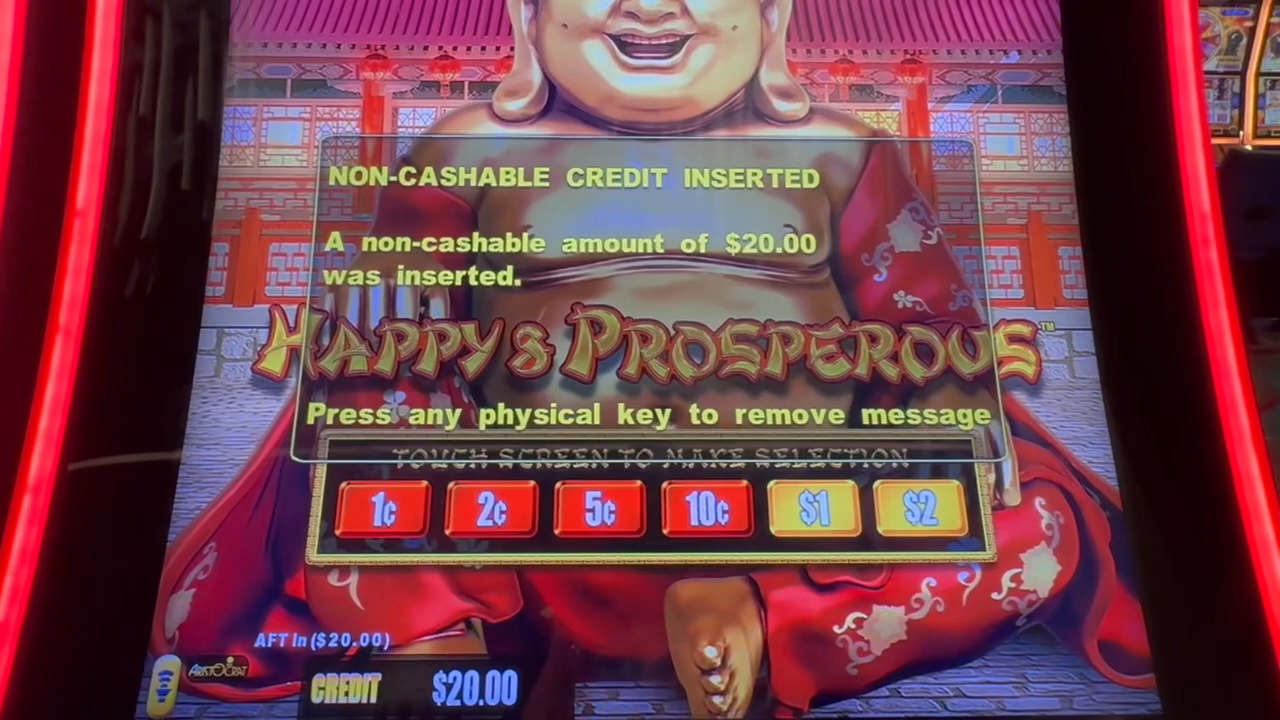 NON-CASHABLE CREDIT INSERTED
A non-cashable amount of $20.00
was inserted.
HAPPY & PROSPEROUS™
Press any physical key to remove message
TOUCH SCREEN TO MAKE SELECTION
1¢ 2¢ 5¢ 10¢ $1 $2
AFT In ($20.00)
ARISTOCRAT
CREDIT $20.00